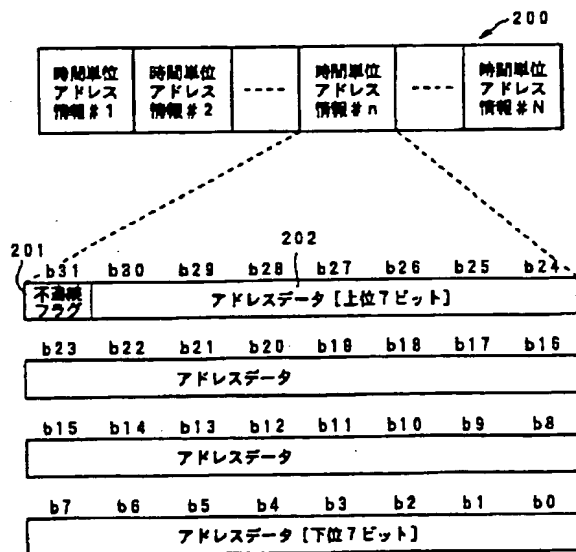 200
時間単位 時間単位 時間単位 時間単位
アドレス アドレス ---- アドレス ---- アドレス
情報#1 情報#2 情報#n 情報#N
201 202
b31 b30 b29 b28 b27 b26 b25 b24
不連続
フラグ
アドレスデータ[上位7ビット]
b23 b22 b21 b20 b19 b18 b17 b16
アドレスデータ
b15 b14 b13 b12 b11 b10 b9 b8
アドレスデータ
b7 b6 b5 b4 b3 b2 b1 b0
アドレスデータ[下位7ビット]